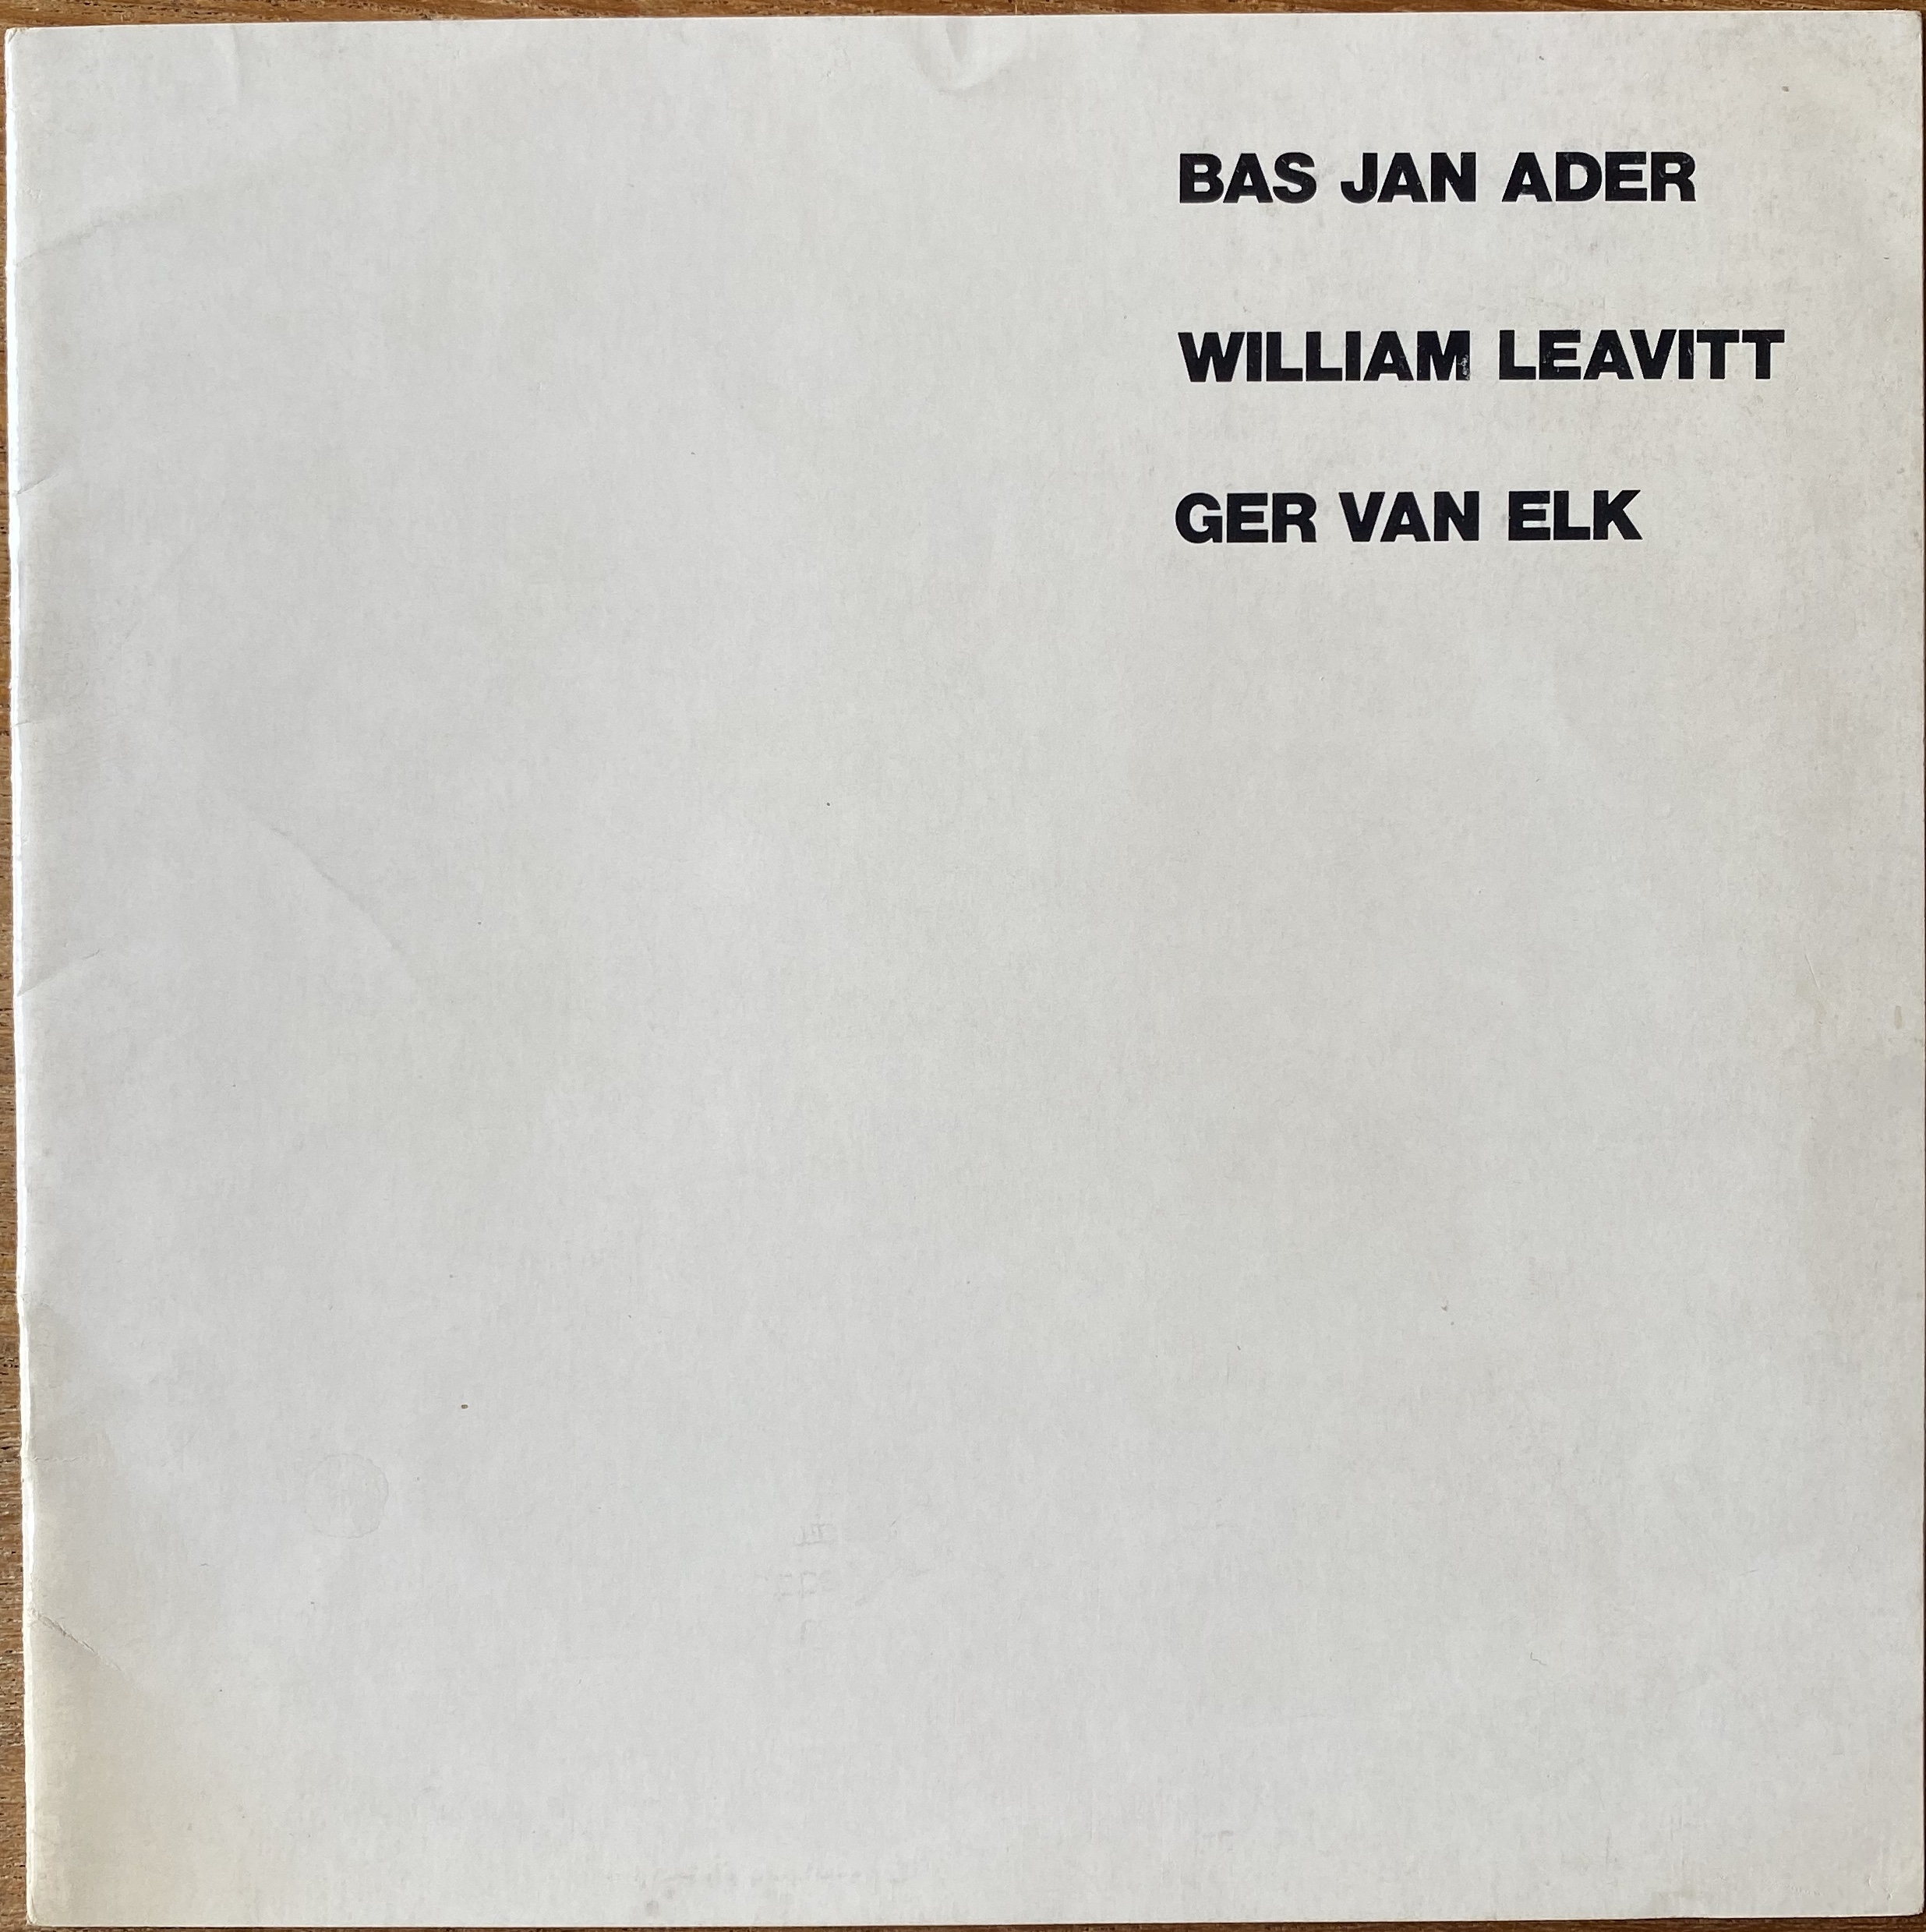 BAS JAN ADER
WILLIAM LEAVITT
GER VAN ELK